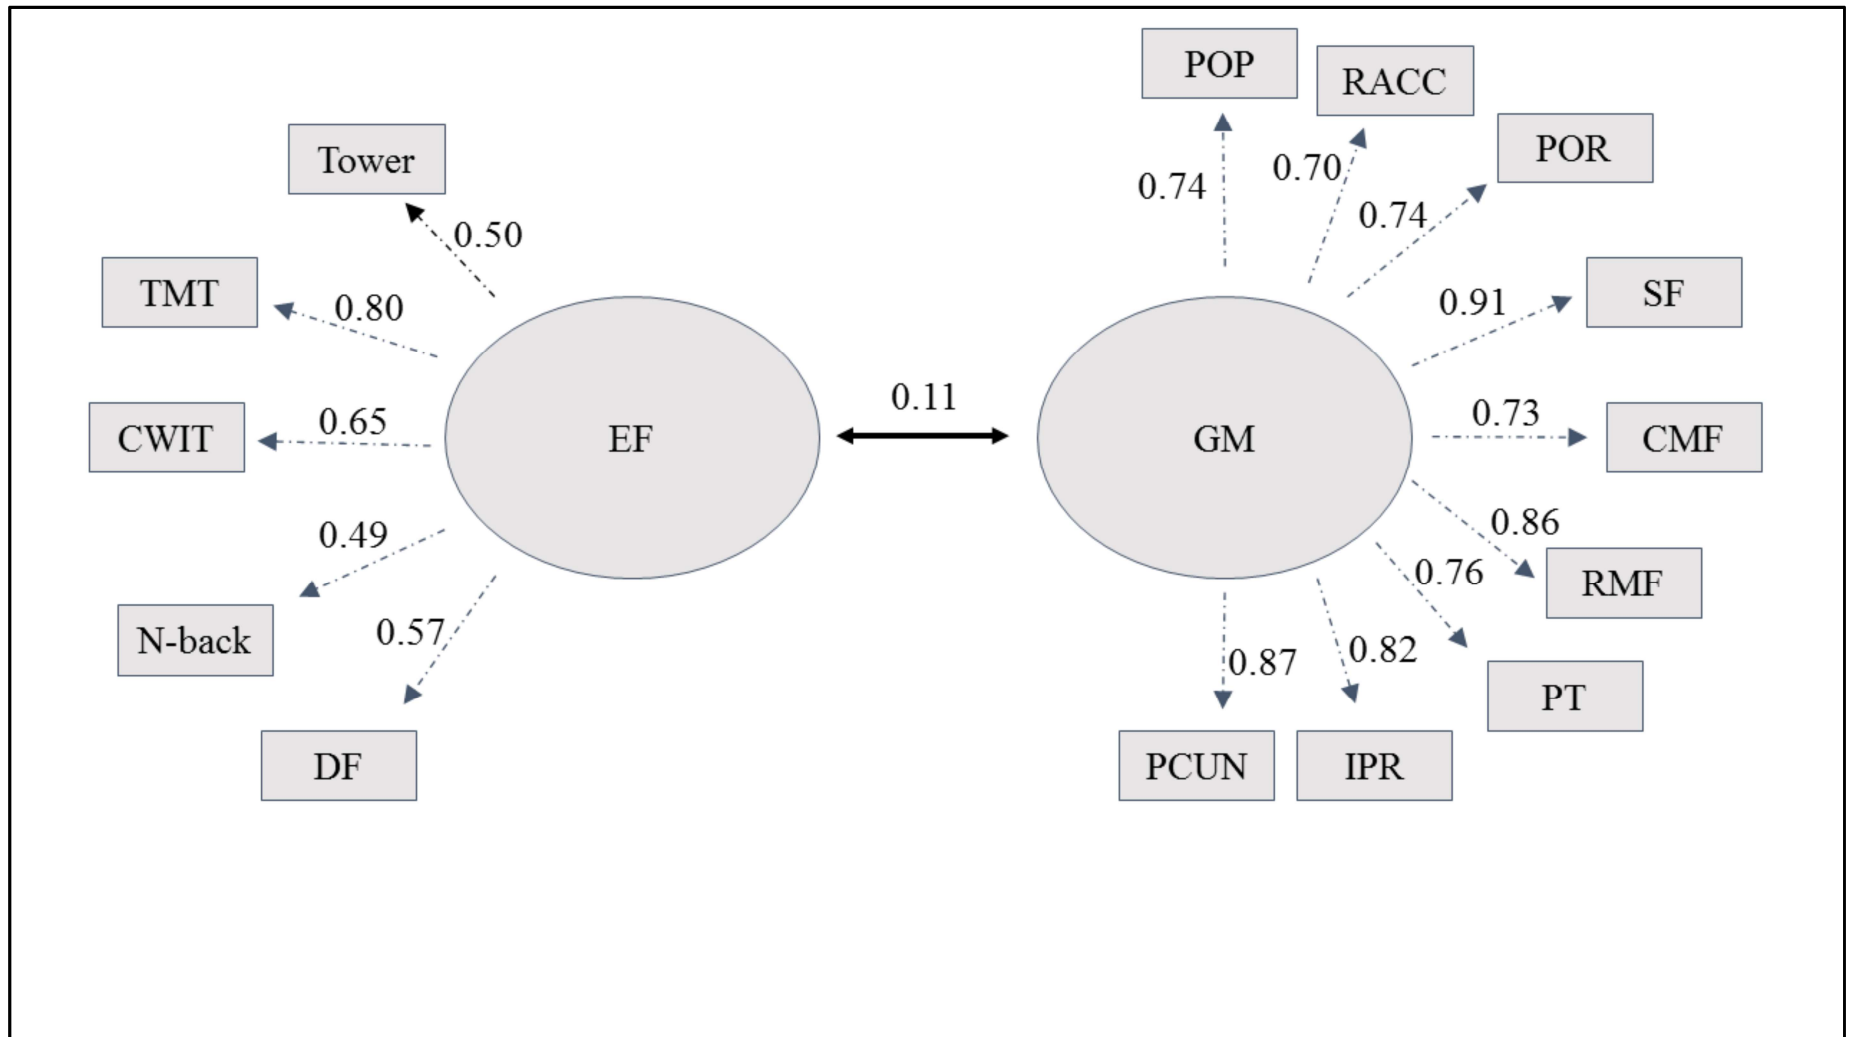 POP
RACC
POR
Tower
0.74
0.70
0.74
0.50
TMT
0.80
SF
0.91
CWIT
0.65
EF
0.11
GM
0.73
CMF
0.49
N-back
0.57
DF
0.86
RMF
0.76
PT
0.87
0.82
PCUN
IPR